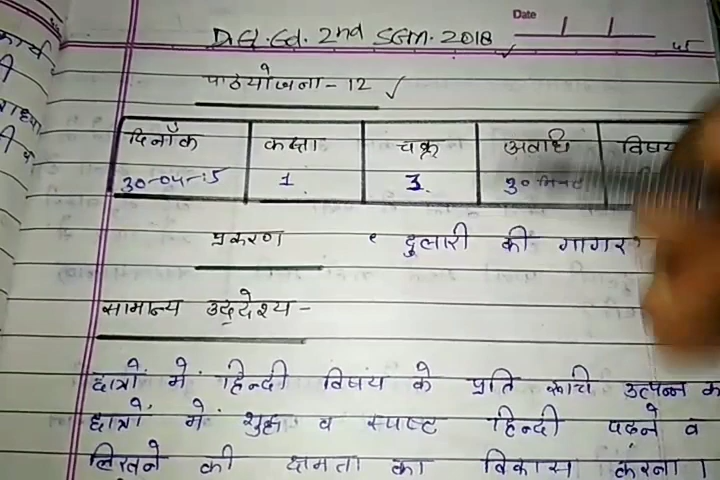 Date
D.El.Ed. 2nd Sem. 2018
पाठयोजना - 12 ✓
दिनाँक कक्षा चक्र अवधि विषय
30-04-15 1 3. 30 मिनट
प्रकरण " दुलारी की गागर"
सामान्य उद्देश्य -
छात्रों में हिन्दी विषय के प्रति रूचि उत्पन्न
छात्रों में शुद्ध व स्पष्ट हिन्दी पढ़ने व
लिखने की क्षमता का विकास करना।